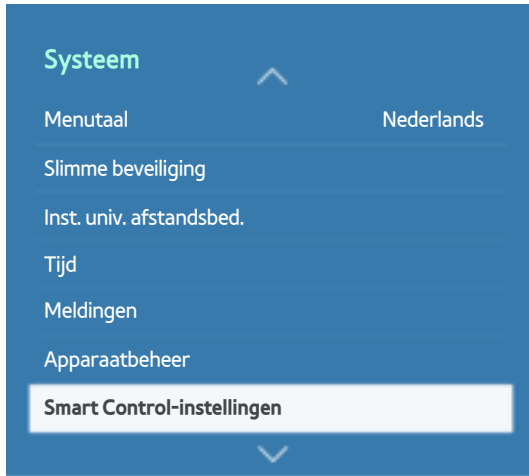 Systeem
Menutaal Nederlands
Slimme beveiliging
Inst. univ. afstandsbed.
Tijd
Meldingen
Apparaatbeheer
Smart Control-instellingen